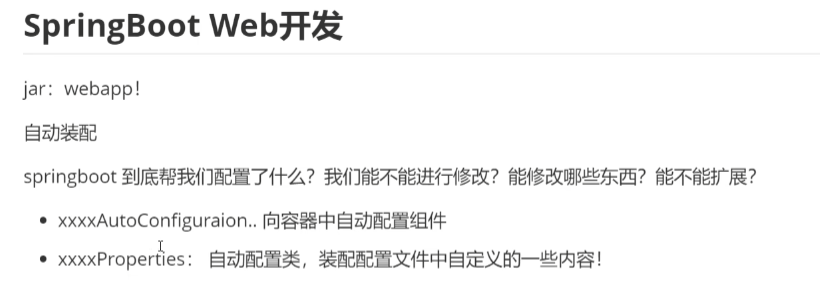 SpringBoot Web开发
jar：webapp！
自动装配
springboot 到底帮我们配置了什么？我们能不能进行修改？能修改哪些东西？能不能扩展？
xxxxAutoConfiguraion.. 向容器中自动配置组件
xxxxProperties： 自动配置类，装配配置文件中自定义的一些内容！